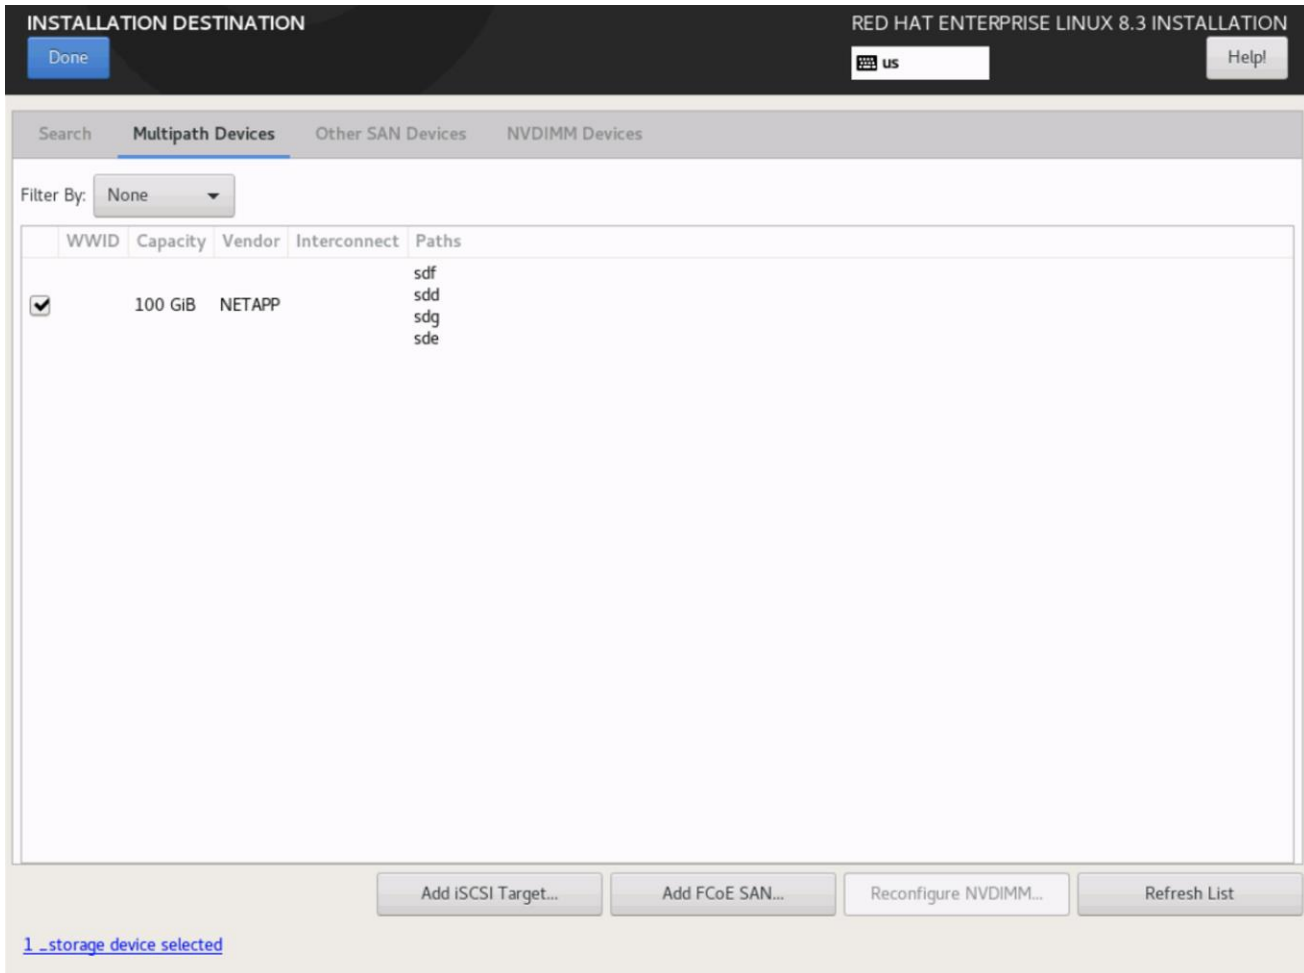 INSTALLATION DESTINATION
RED HAT ENTERPRISE LINUX 8.3 INSTALLATION
Done
us
Help!
Search Multipath Devices Other SAN Devices NVDIMM Devices
Filter By: None
WWID Capacity Vendor Interconnect Paths
100 GiB NETAPP
sdf
sdd
sdg
sde
Add iSCSI Target... Add FCoE SAN... Reconfigure NVDIMM... Refresh List
1 _storage device selected